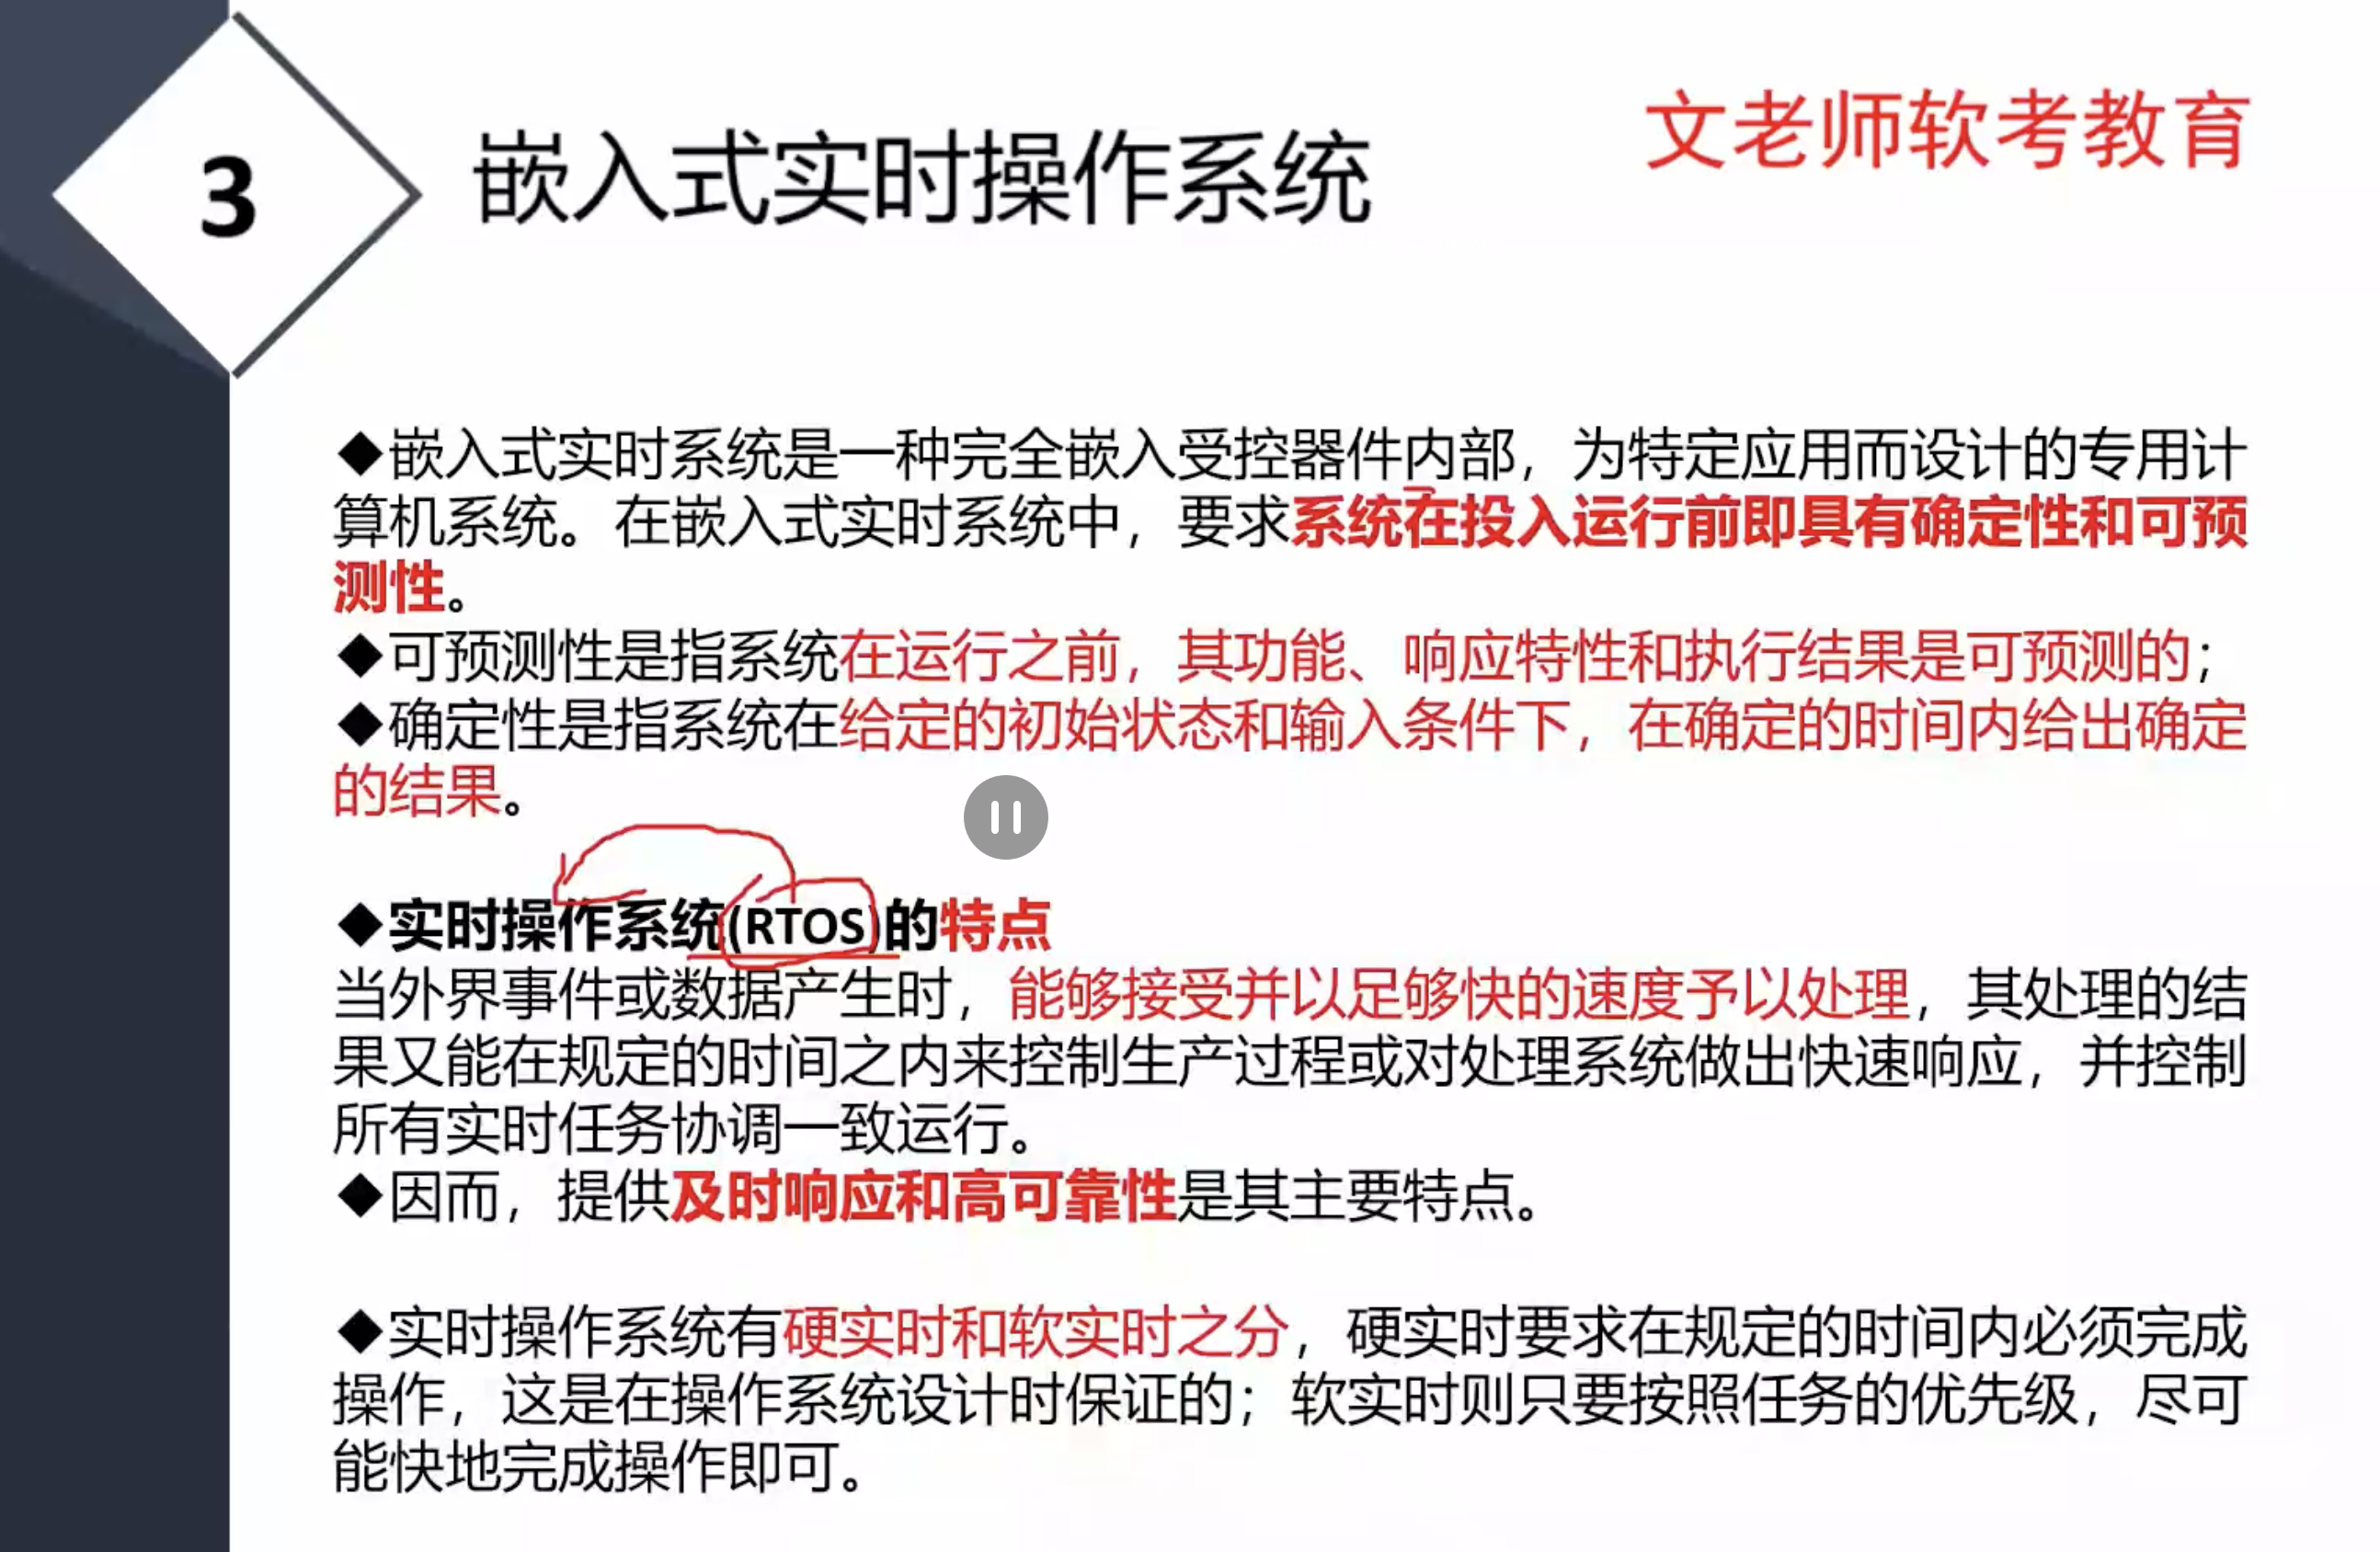 3
嵌入式实时操作系统
文老师软考教育
◆嵌入式实时系统是一种完全嵌入受控器件内部，为特定应用而设计的专用计
算机系统。在嵌入式实时系统中，要求系统在投入运行前即具有确定性和可预
测性。
◆可预测性是指系统在运行之前，其功能、响应特性和执行结果是可预测的；
◆确定性是指系统在给定的初始状态和输入条件下，在确定的时间内给出确定
的结果。
◆实时操作系统(RTOS)的特点
当外界事件或数据产生时，能够接受并以足够快的速度予以处理，其处理的结
果又能在规定的时间之内来控制生产过程或对处理系统做出快速响应，并控制
所有实时任务协调一致运行。
◆因而，提供及时响应和高可靠性是其主要特点。
◆实时操作系统有硬实时和软实时之分，硬实时要求在规定的时间内必须完成
操作，这是在操作系统设计时保证的；软实时则只要按照任务的优先级，尽可
能快地完成操作即可。